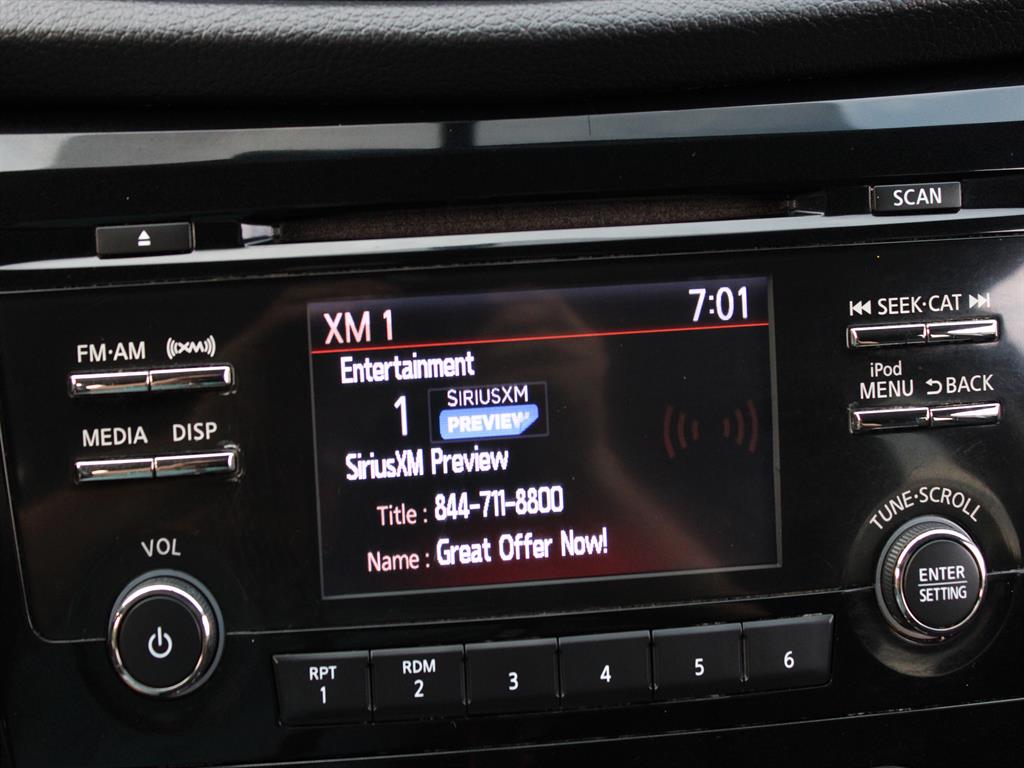 SCAN
FM·AM
((XM))
SEEK·CAT
iPod
MENU
BACK
MEDIA
DISP
XM 1
7:01
Entertainment
1
SIRIUSXM
PREVIEW
SiriusXM Preview
Title : 844-711-8800
Name : Great Offer Now!
TUNE·SCROLL
ENTER
SETTING
VOL
RPT
1
RDM
2
3
4
5
6